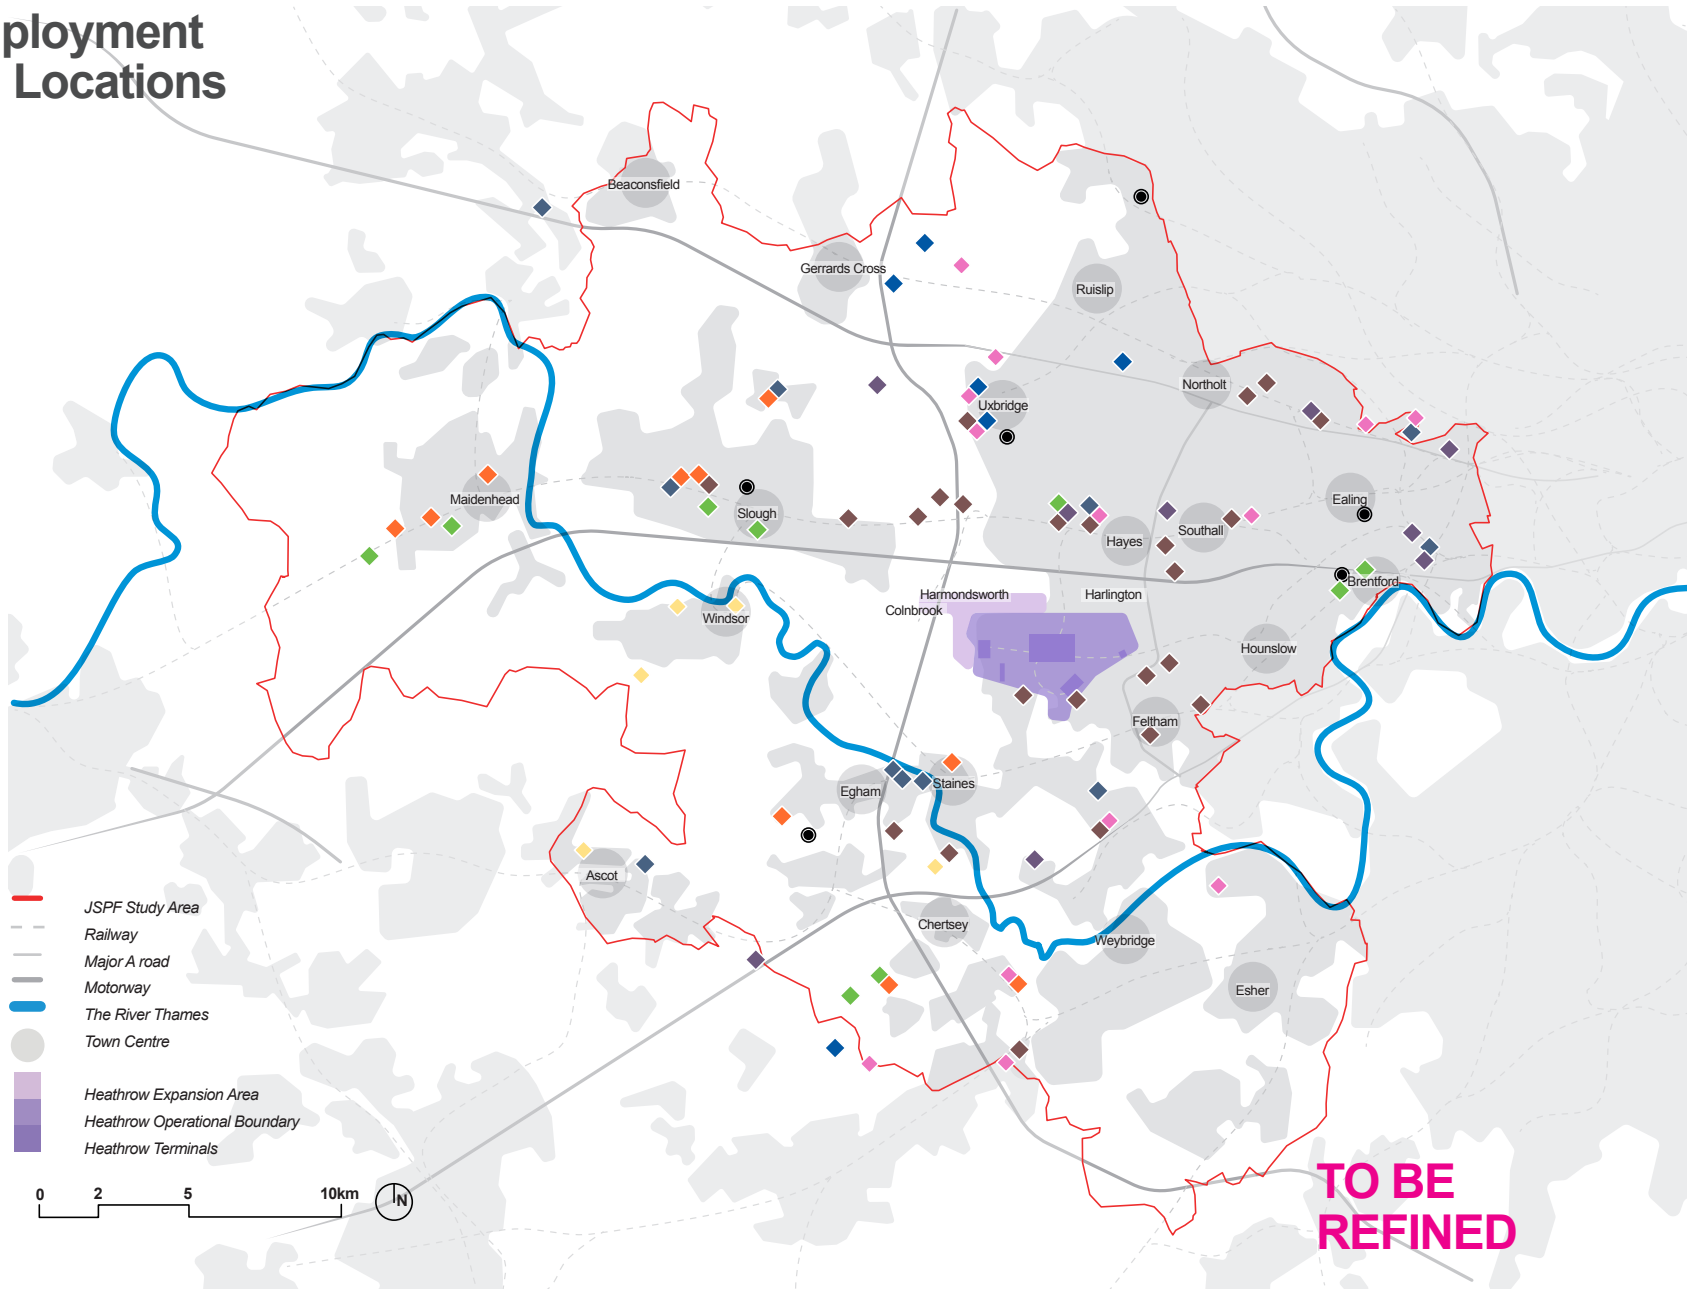 ployment
Locations
Beaconsfield
Gerrards Cross
Ruislip
Northolt
Uxbridge
Maidenhead
Slough
Ealing
Hayes
Southall
Brentford
Harmondsworth
Harlington
Colnbrook
Windsor
Hounslow
Feltham
Egham
Staines
Ascot
Chertsey
Weybridge
Esher
JSPF Study Area
Railway
Major A road
Motorway
The River Thames
Town Centre
Heathrow Expansion Area
Heathrow Operational Boundary
Heathrow Terminals
0 2 5 10km
N
TO BE
REFINED